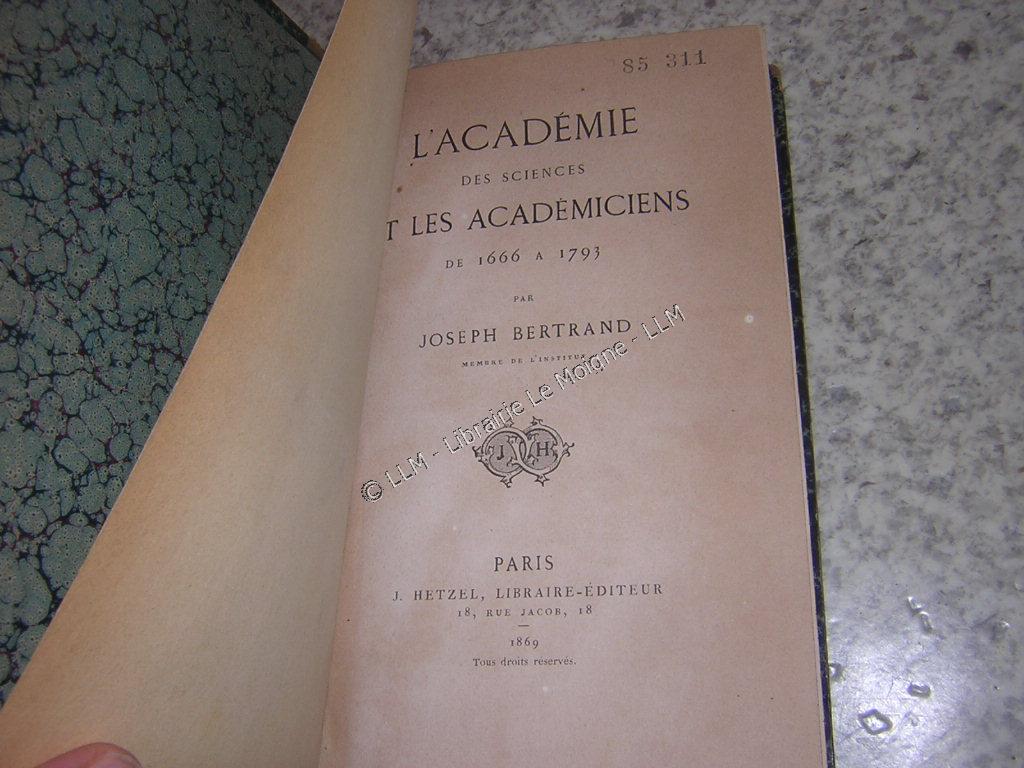 85 311
L'ACADÉMIE
DES SCIENCES
T LES ACADÉMICIENS
DE 1666 A 1793
PAR
JOSEPH BERTRAND
MEMBRE DE L'INSTITUT
© LLM - Librairie Le Moigne - LLM
J H
PARIS
J. HETZEL, LIBRAIRE-ÉDITEUR
18, RUE JACOB, 18
1869
Tous droits réservés.